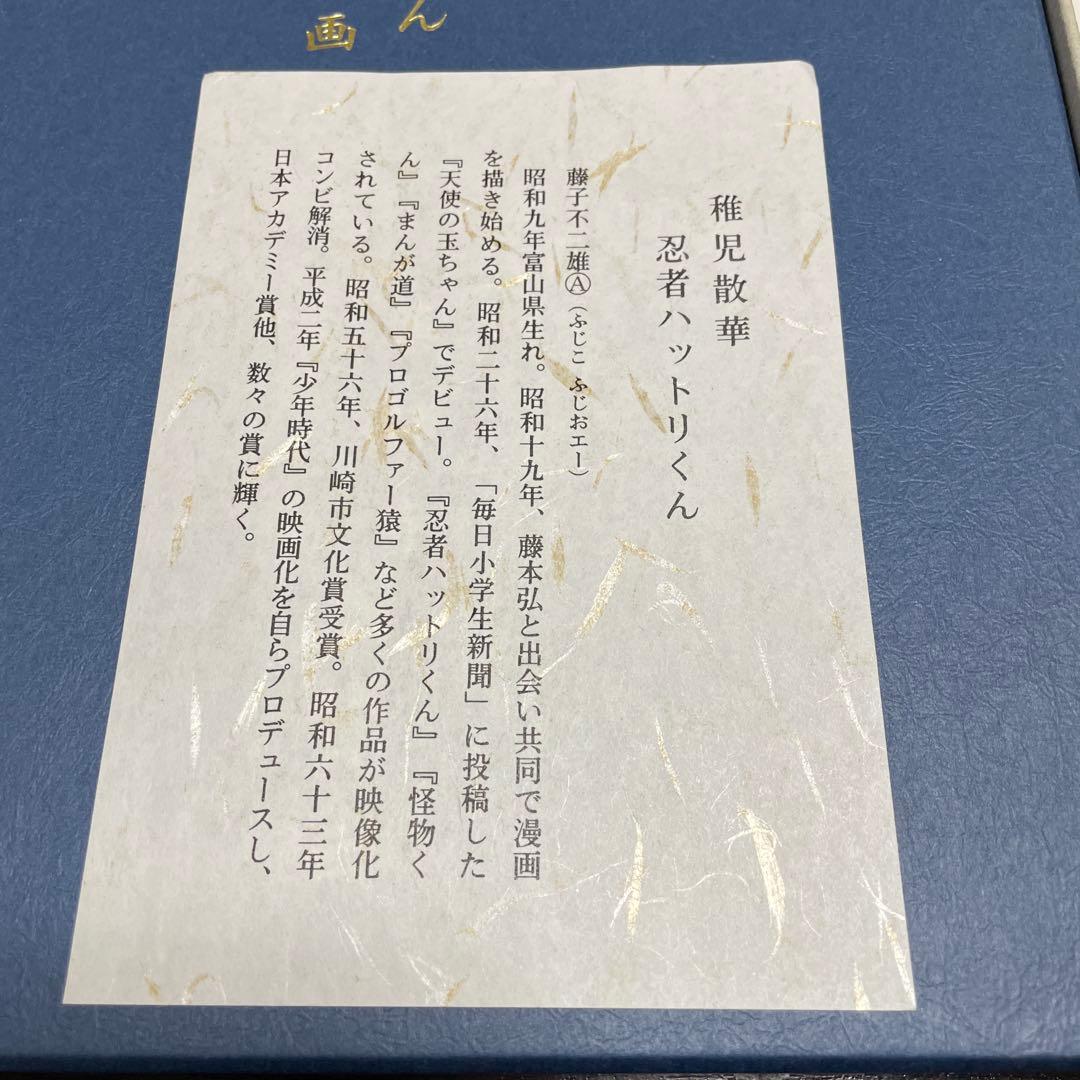 ん
画
稚児散華
忍者ハットリくん
藤子不二雄Ⓐ(ふじこ ふじおエー)
昭和九年富山県生れ。昭和十九年、藤本弘と出会い共同で漫画
を描き始める。昭和二十六年、「毎日小学生新聞」に投稿した
『天使の玉ちゃん』でデビュー。『忍者ハットリくん』『怪物く
ん』『まんが道』『プロゴルファー猿』など多くの作品が映像化
されている。昭和五十六年、川崎市文化賞受賞。昭和六十三年
コンビ解消。平成二年『少年時代』の映画化を自らプロデュースし、
日本アカデミー賞他、数々の賞に輝く。